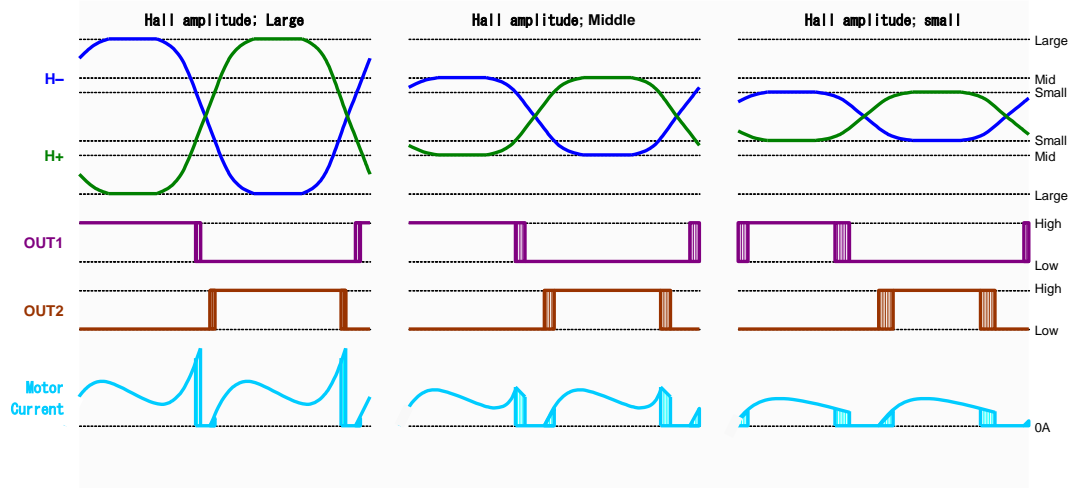 Hall amplitude; Large
Hall amplitude; Middle
Hall amplitude; small
Large
H−
Mid
Small
Small
H+
Mid
Large
High
OUT1
Low
High
OUT2
Low
Motor
Current
0A